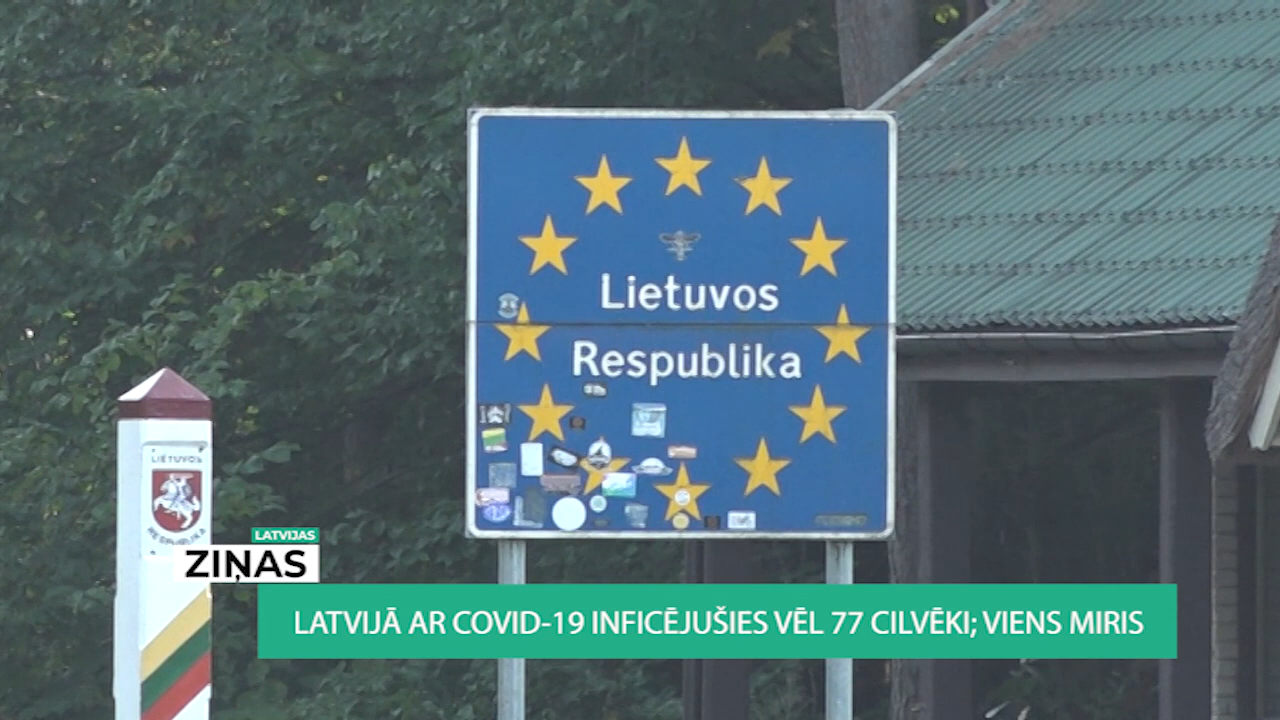 Lietuvos
Respublika
LIETUVOS
RESPUBLIKA
LATVIJAS
ZIŅAS
LATVIJĀ AR COVID-19 INFICĒJUŠIES VĒL 77 CILVĒKI; VIENS MIRIS